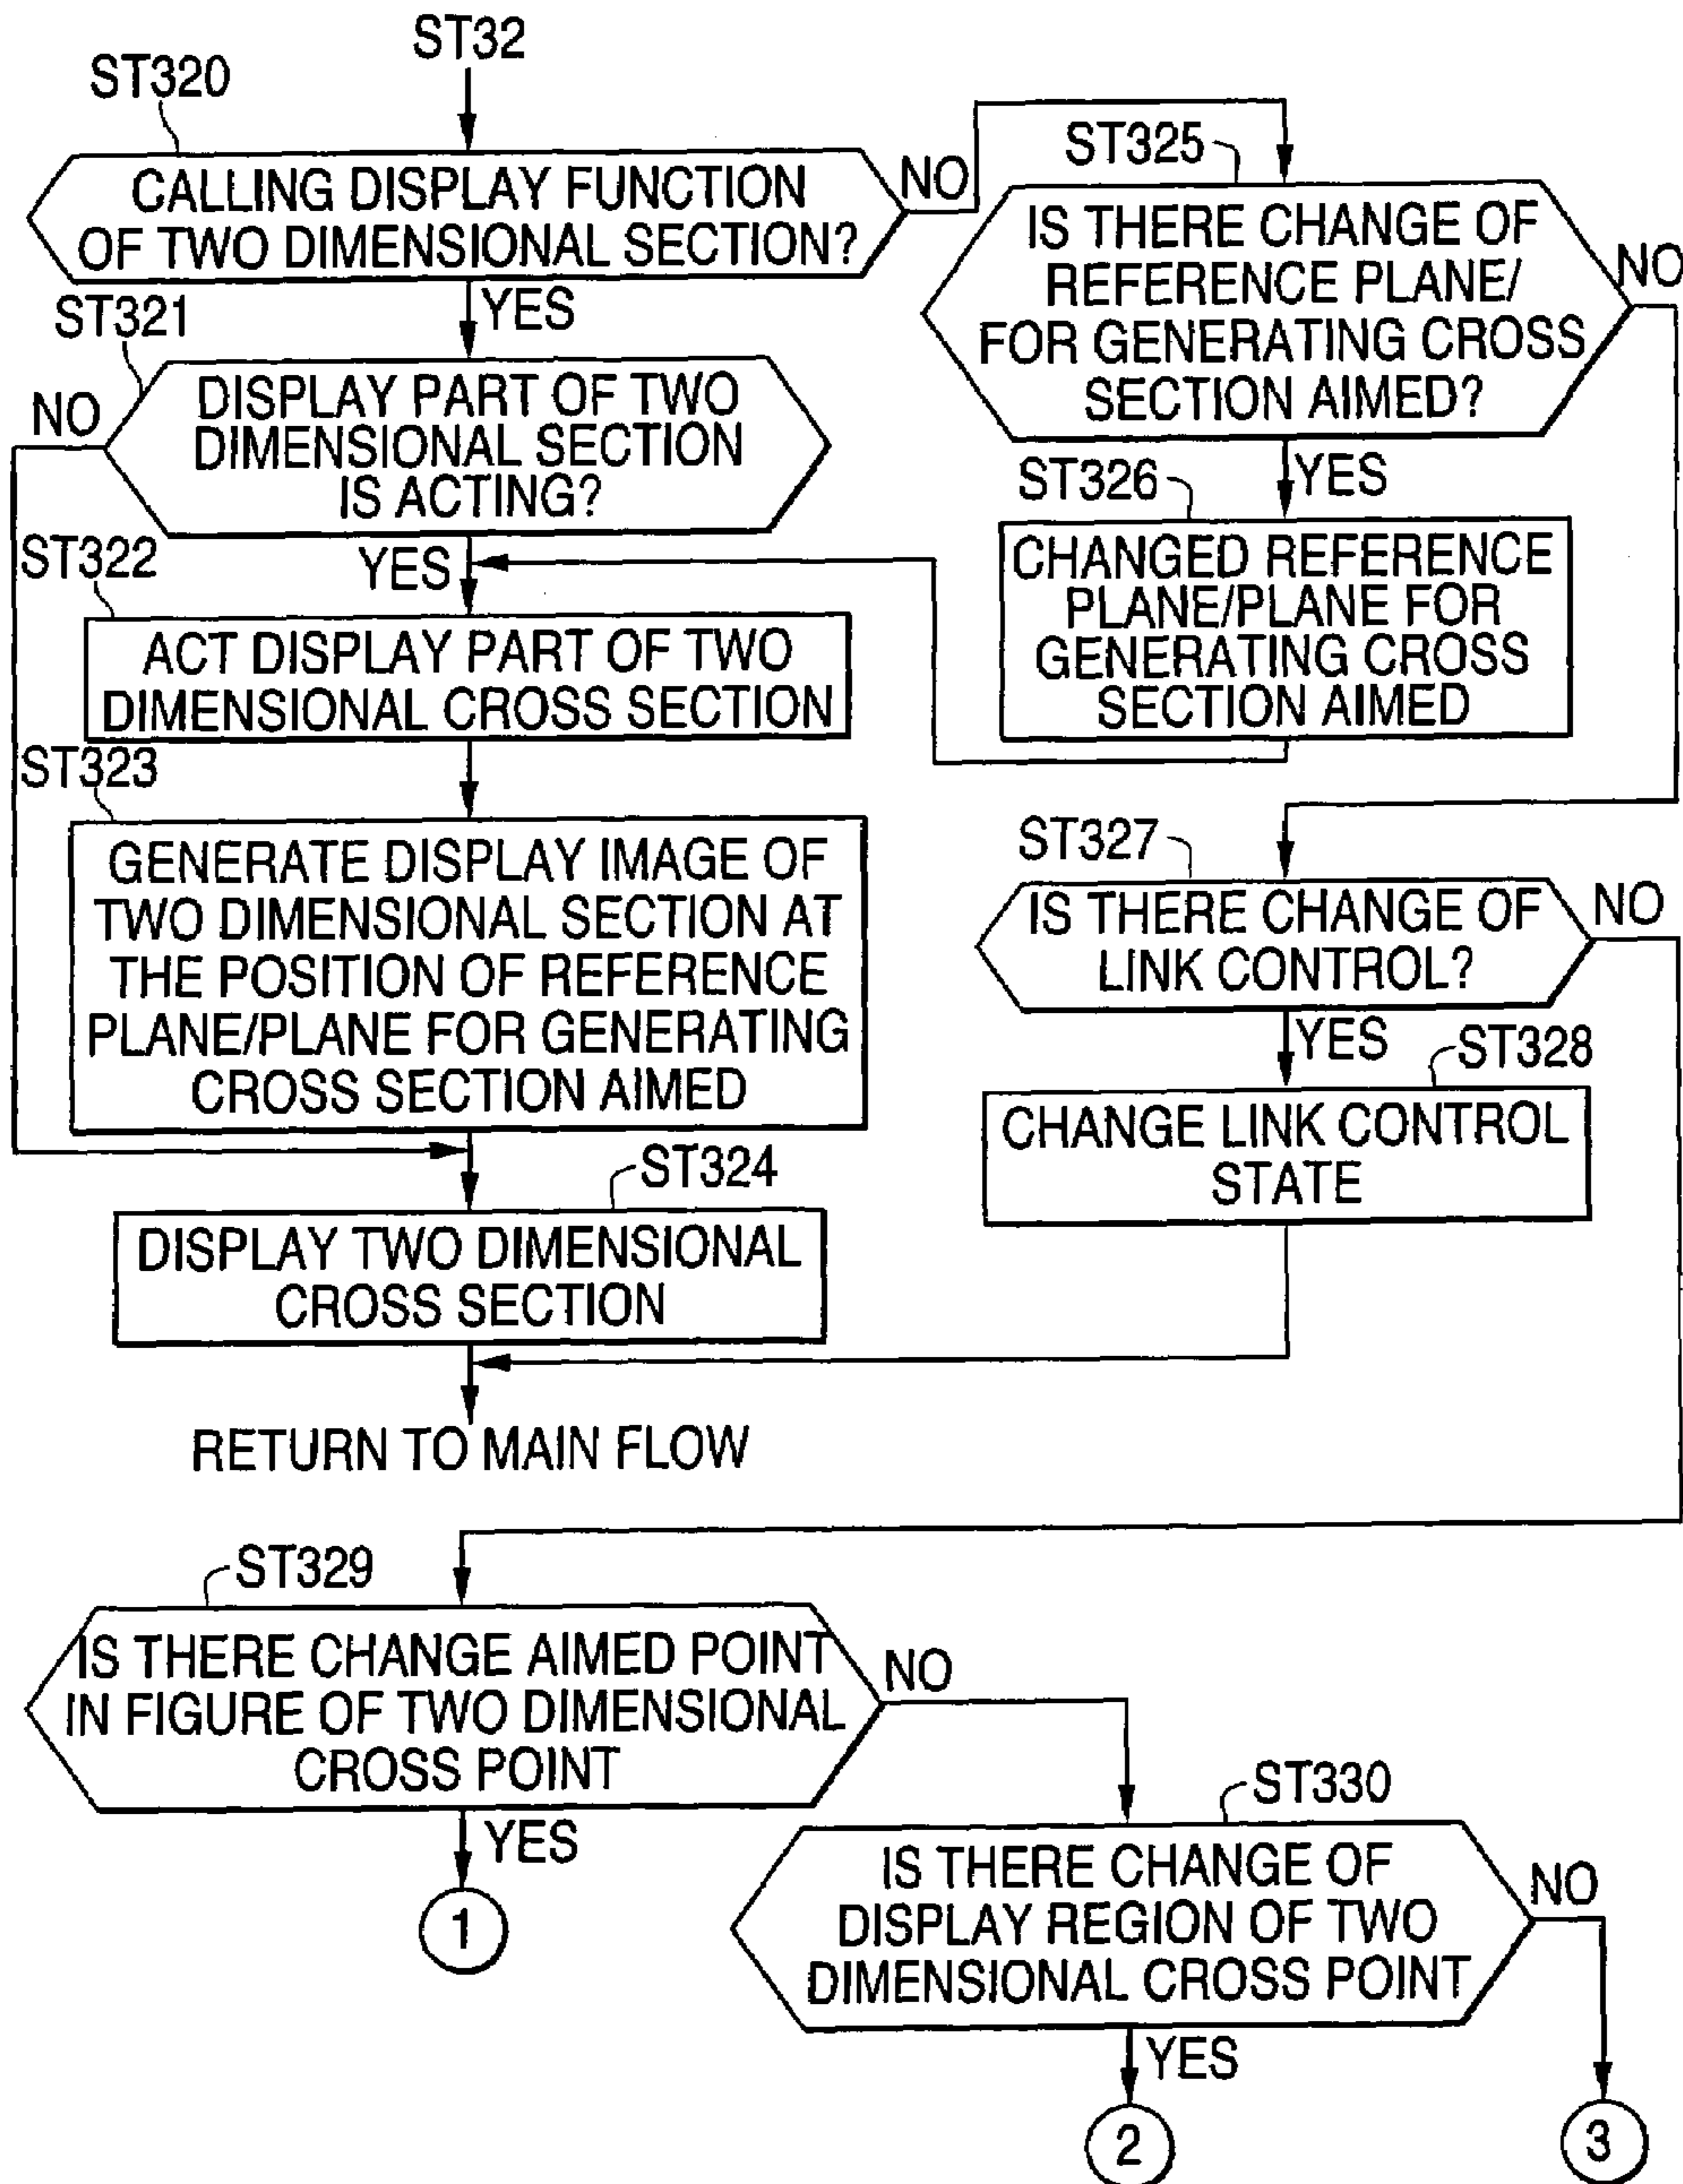 ST32
ST320
CALLING DISPLAY FUNCTION
OF TWO DIMENSIONAL SECTION?
NO
YES
ST321
DISPLAY PART OF TWO
DIMENSIONAL SECTION
IS ACTING?
NO
YES
ST322
ACT DISPLAY PART OF TWO
DIMENSIONAL CROSS SECTION
ST323
GENERATE DISPLAY IMAGE OF
TWO DIMENSIONAL SECTION AT
THE POSITION OF REFERENCE
PLANE/PLANE FOR GENERATING
CROSS SECTION AIMED
ST324
DISPLAY TWO DIMENSIONAL
CROSS SECTION
RETURN TO MAIN FLOW
ST325
IS THERE CHANGE OF
REFERENCE PLANE/
FOR GENERATING CROSS
SECTION AIMED?
NO
YES
ST326
CHANGED REFERENCE
PLANE/PLANE FOR
GENERATING CROSS
SECTION AIMED
ST327
IS THERE CHANGE OF
LINK CONTROL?
NO
YES
ST328
CHANGE LINK CONTROL
STATE
ST329
IS THERE CHANGE AIMED POINT
IN FIGURE OF TWO DIMENSIONAL
CROSS POINT
NO
YES
1
ST330
IS THERE CHANGE OF
DISPLAY REGION OF TWO
DIMENSIONAL CROSS POINT
NO
YES
2
3